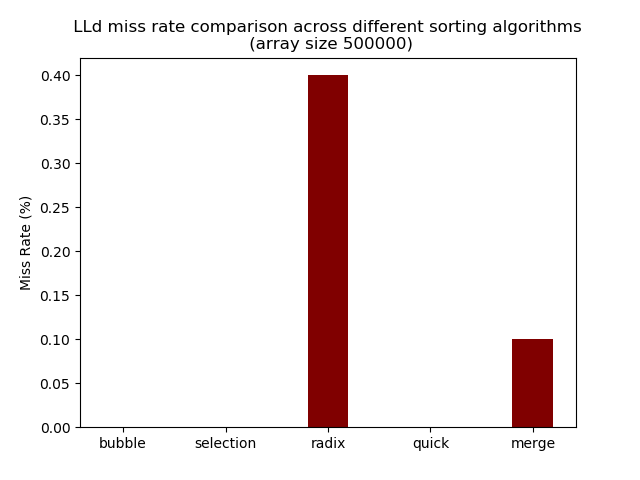 LLd miss rate comparison across different sorting algorithms
(array size 500000)
Miss Rate (%)
0.40
0.35
0.30
0.25
0.20
0.15
0.10
0.05
0.00
bubble selection radix quick merge